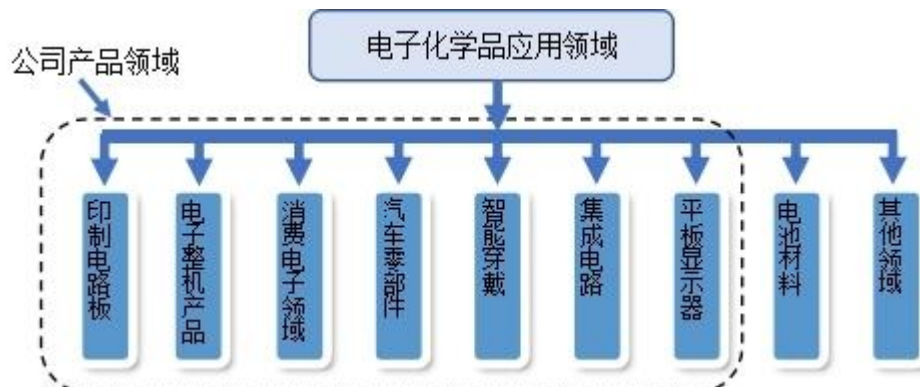 电子化学品应用领域
公司产品领域
印制电路板
电子整机产品
消费电子领域
汽车零部件
智能穿戴
集成电路
平板显示器
电池材料
其他领域